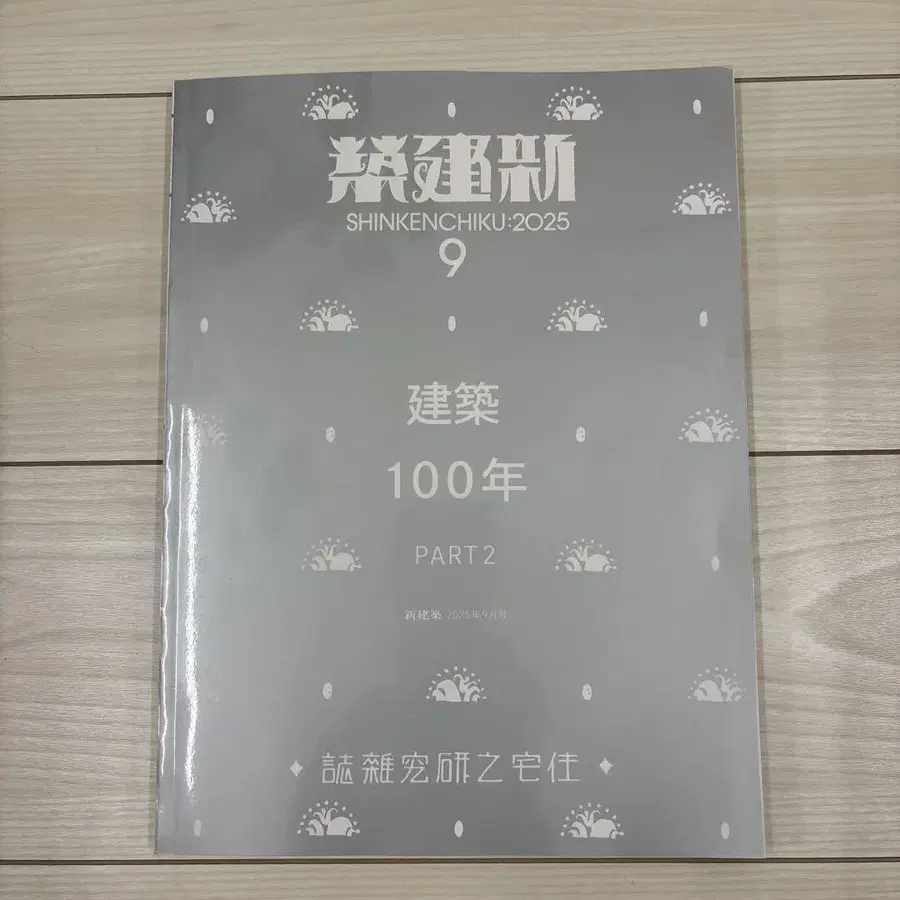 新建築
SHINKENCHIKU:2025
9
建築
100年
PART2
新建築 2025年9月号
住宅之研究雜誌